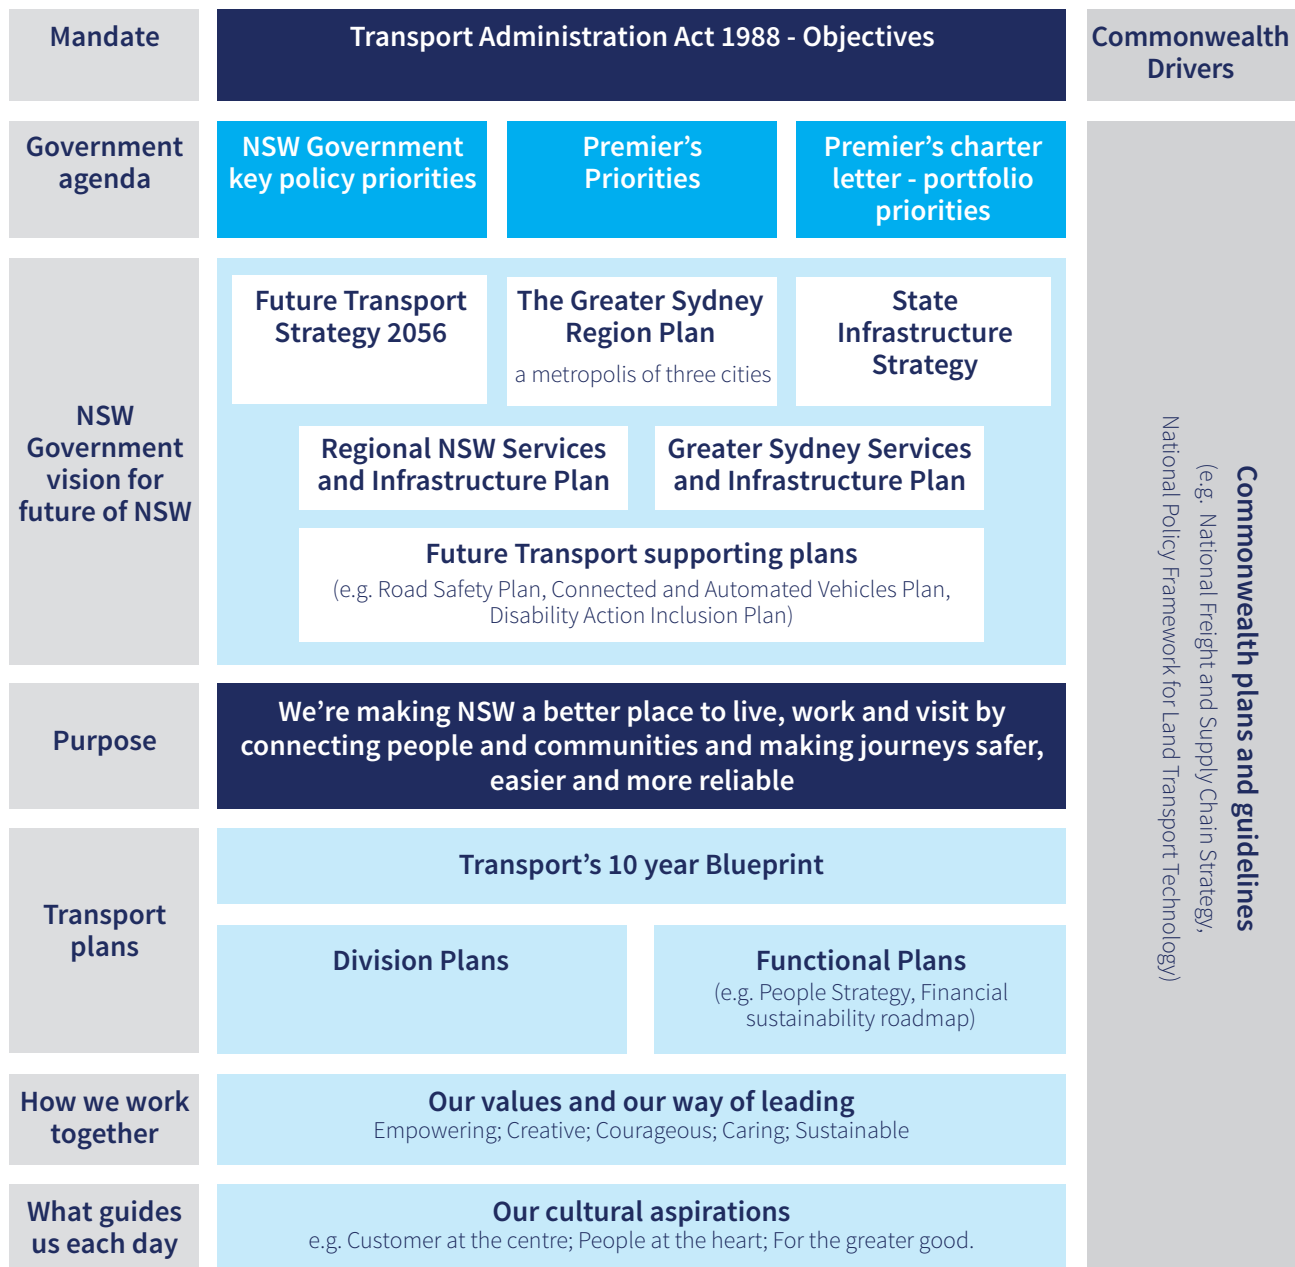 Mandate
Transport Administration Act 1988 - Objectives
Commonwealth
Drivers
Government
agenda
NSW Government
key policy priorities
Premier’s
Priorities
Premier’s charter
letter - portfolio
priorities
NSW
Government
vision for
future of NSW
Future Transport
Strategy 2056
The Greater Sydney
Region Plan
a metropolis of three cities
State
Infrastructure
Strategy
Regional NSW Services
and Infrastructure Plan
Greater Sydney Services
and Infrastructure Plan
Future Transport supporting plans
(e.g. Road Safety Plan, Connected and Automated Vehicles Plan,
Disability Action Inclusion Plan)
Purpose
We’re making NSW a better place to live, work and visit by
connecting people and communities and making journeys safer,
easier and more reliable
Transport
plans
Transport’s 10 year Blueprint
Division Plans
Functional Plans
(e.g. People Strategy, Financial
sustainability roadmap)
How we work
together
Our values and our way of leading
Empowering; Creative; Courageous; Caring; Sustainable
What guides
us each day
Our cultural aspirations
e.g. Customer at the centre; People at the heart; For the greater good.
Commonwealth plans and guidelines
(e.g. National Freight and Supply Chain Strategy,
National Policy Framework for Land Transport Technology)